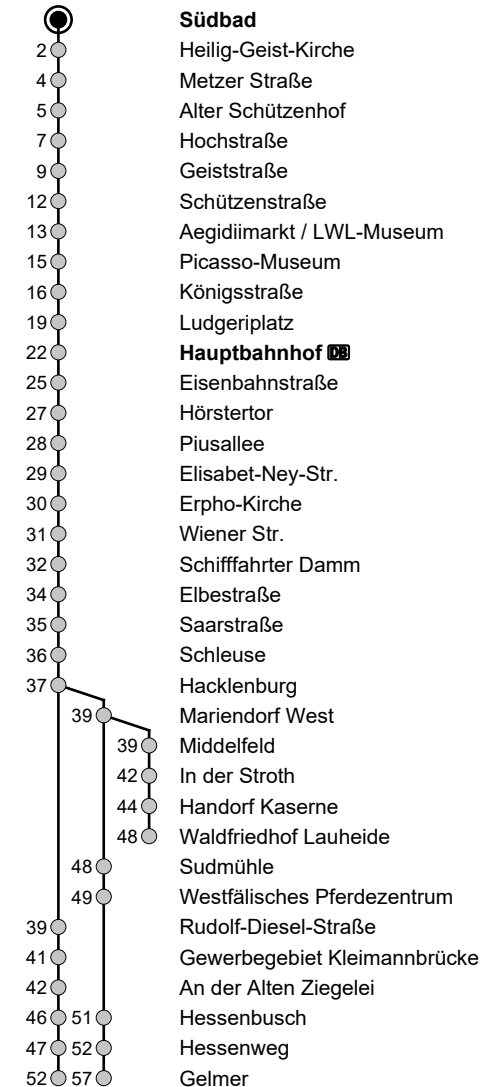 Südbad
2 Heilig-Geist-Kirche
4 Metzer Straße
5 Alter Schützenhof
7 Hochstraße
9 Geiststraße
12 Schützenstraße
13 Aegidiimarkt / LWL-Museum
15 Picasso-Museum
16 Königsstraße
19 Ludgeriplatz
22 Hauptbahnhof DB
25 Eisenbahnstraße
27 Hörstertor
28 Piusallee
29 Elisabet-Ney-Str.
30 Erpho-Kirche
31 Wiener Str.
32 Schifffahrter Damm
34 Elbestraße
35 Saarstraße
36 Schleuse
37 Hacklenburg
39 Mariendorf West
39 Middelfeld
42 In der Stroth
44 Handorf Kaserne
48 Waldfriedhof Lauheide
48 Sudmühle
49 Westfälisches Pferdezentrum
39 Rudolf-Diesel-Straße
41 Gewerbegebiet Kleimannbrücke
42 An der Alten Ziegelei
46 51 Hessenbusch
47 52 Hessenweg
52 57 Gelmer